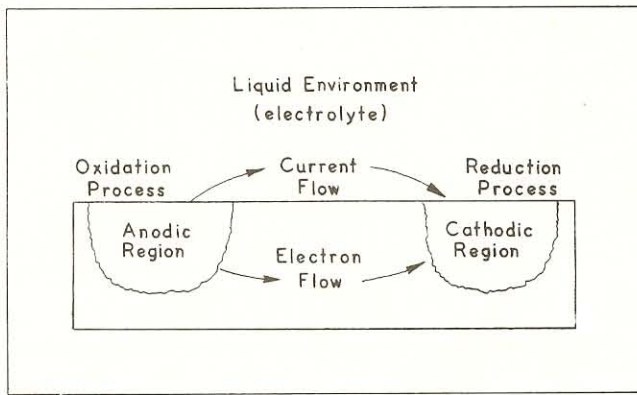 Liquid Environment
(electrolyte)
Oxidation
Process
Current
Flow
Reduction
Process
Anodic
Region
Cathodic
Region
Electron
Flow